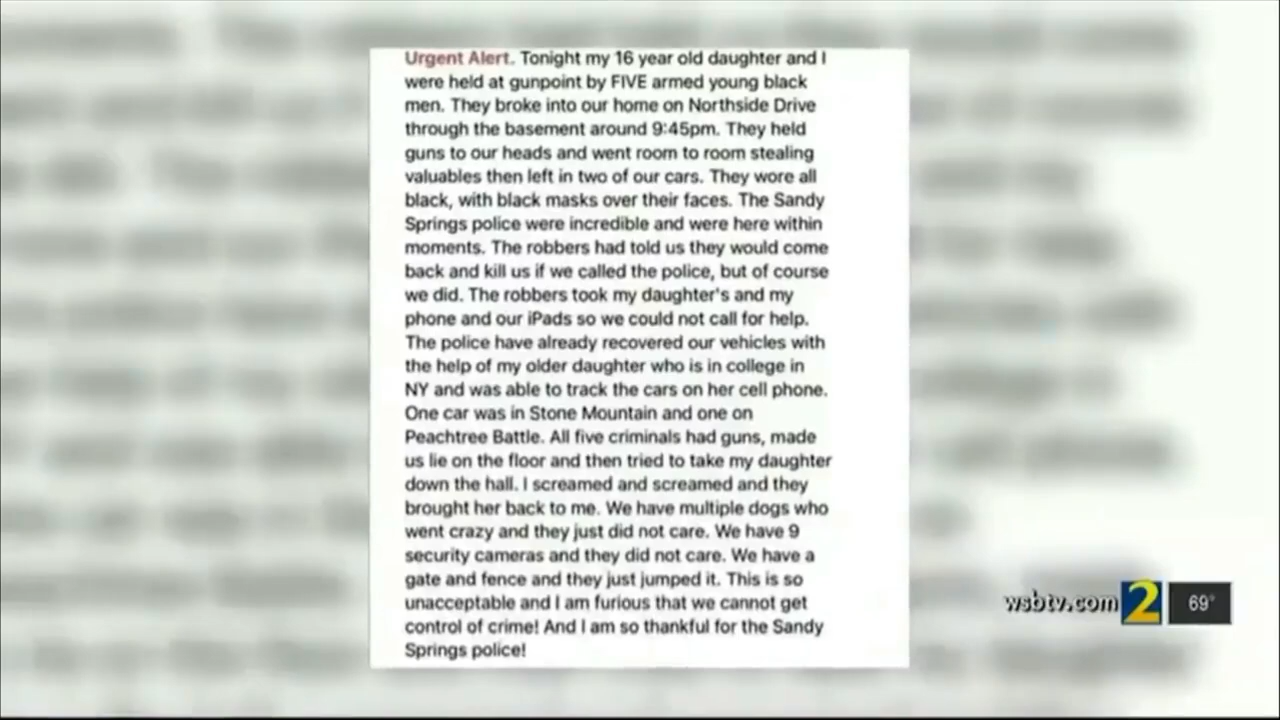 Urgent Alert. Tonight my 16 year old daughter and I
were held at gunpoint by FIVE armed young black
men. They broke into our home on Northside Drive
through the basement around 9:45pm. They held
guns to our heads and went room to room stealing
valuables then left in two of our cars. They wore all
black, with black masks over their faces. The Sandy
Springs police were incredible and were here within
moments. The robbers had told us they would come
back and kill us if we called the police, but of course
we did. The robbers took my daughter's and my
phone and our iPads so we could not call for help.
The police have already recovered our vehicles with
the help of my older daughter who is in college in
NY and was able to track the cars on her cell phone.
One car was in Stone Mountain and one on
Peachtree Battle. All five criminals had guns, made
us lie on the floor and then tried to take my daughter
down the hall. I screamed and screamed and they
brought her back to me. We have multiple dogs who
went crazy and they just did not care. We have 9
security cameras and they did not care. We have a
gate and fence and they just jumped it. This is so
unacceptable and I am furious that we cannot get
control of crime! And I am so thankful for the Sandy
Springs police!
wsbtv.com 2 69°